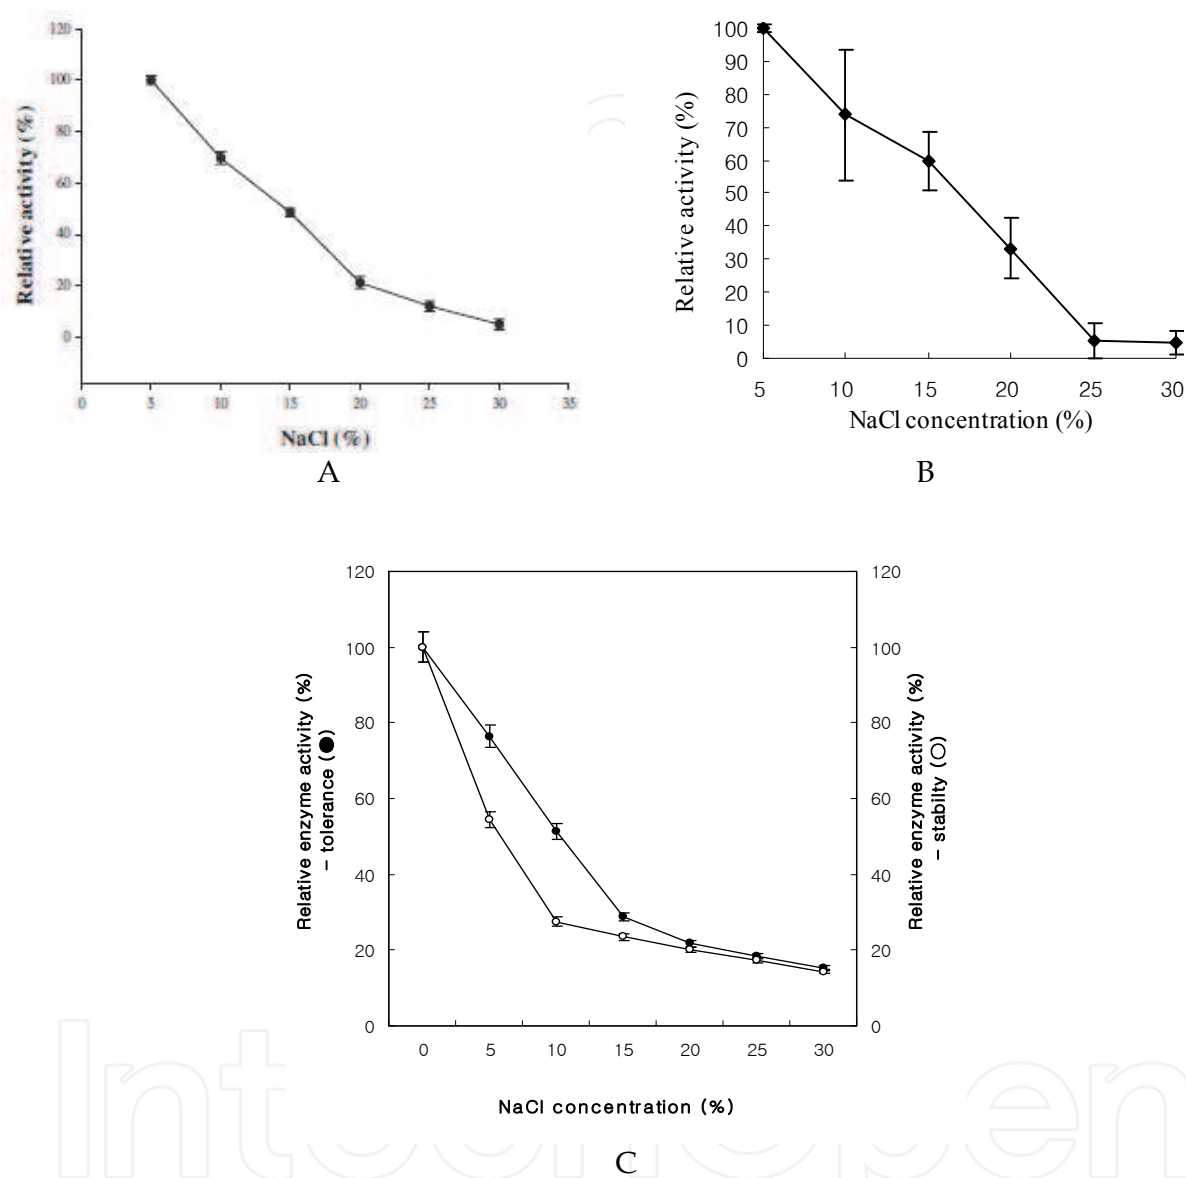 120
100
80
60
40
20
0
Relative activity (%)
0 5 10 15 20 25 30 35
NaCl (%)
A
100
90
80
70
60
50
40
30
20
10
0
Relative activity (%)
5 10 15 20 25 30
NaCl concentration (%)
B
120 120
100 100
80 80
60 60
40 40
20 20
0 0
Relative enzyme activity (%)
– tolerance (●)
Relative enzyme activity (%)
– stabilty (○)
0 5 10 15 20 25 30
NaCl concentration (%)
C